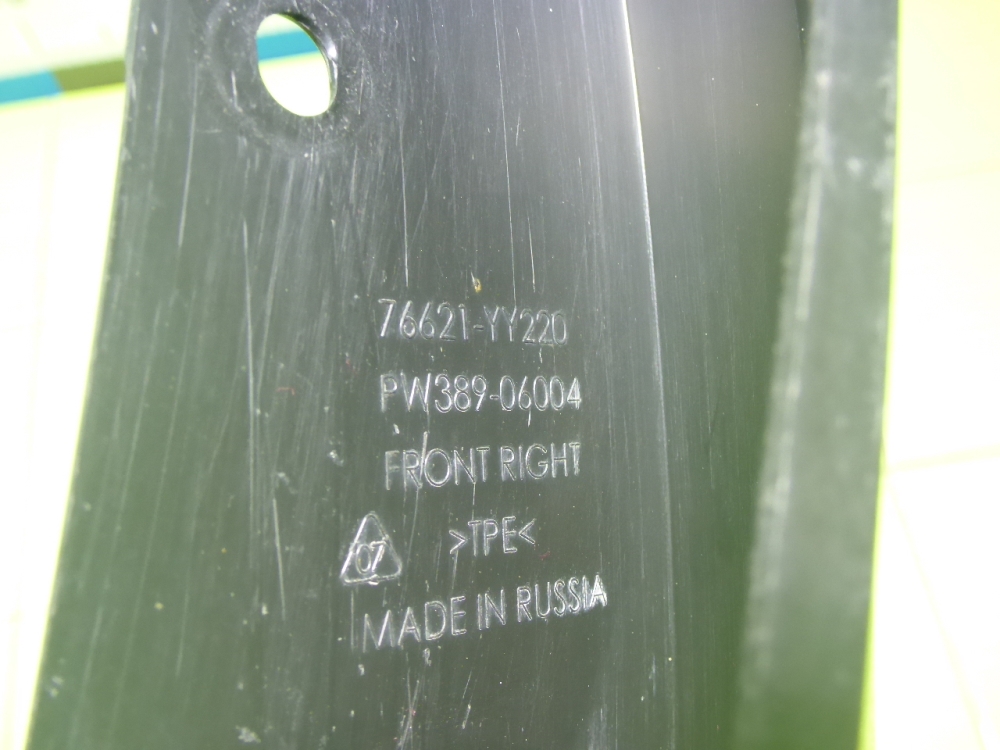 76621-YY220
PW389-06004
FRONT RIGHT
07 >TPE<
MADE IN RUSSIA